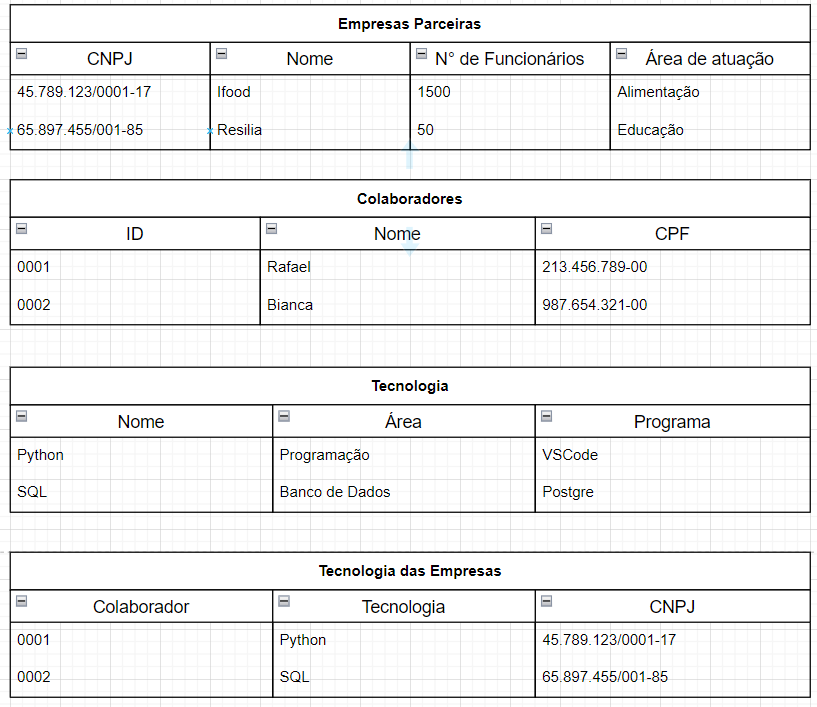 Empresas Parceiras
CNPJ Nome N° de Funcionários Área de atuação
45.789.123/0001-17 Ifood 1500 Alimentação
65.897.455/001-85 Resilia 50 Educação
Colaboradores
ID Nome CPF
0001 Rafael 213.456.789-00
0002 Bianca 987.654.321-00
Tecnologia
Nome Área Programa
Python Programação VSCode
SQL Banco de Dados Postgre
Tecnologia das Empresas
Colaborador Tecnologia CNPJ
0001 Python 45.789.123/0001-17
0002 SQL 65.897.455/001-85